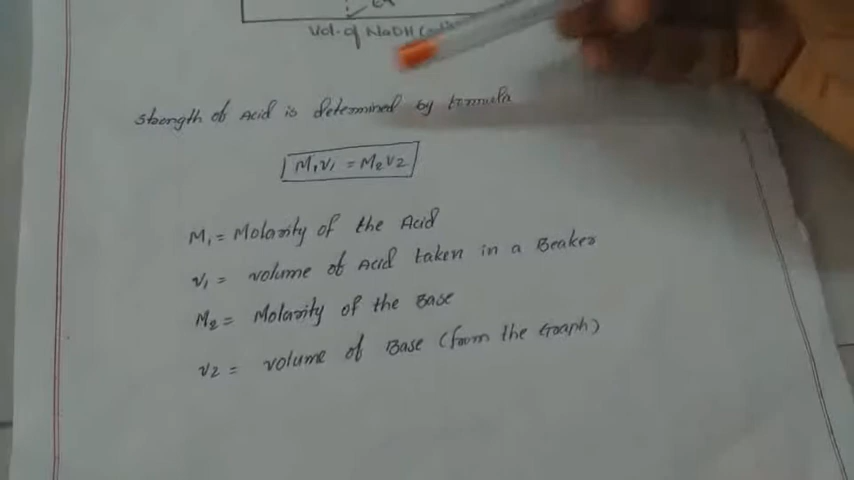 Vol. of NaOH
Strength of Acid is determined by formula
M₁V₁ = M₂V₂
M₁ = Molarity of the Acid
V₁ = volume of Acid taken in a Beaker
M₂ = Molarity of the Base
V₂ = volume of Base (from the Graph)